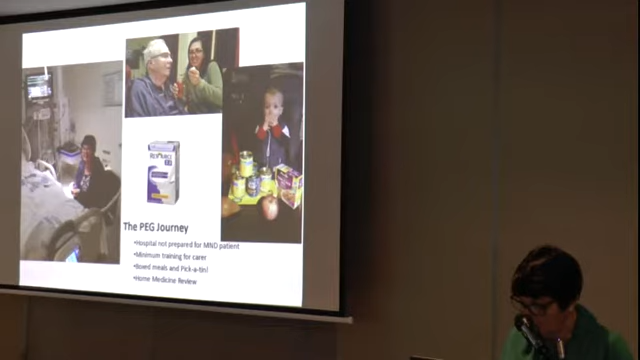 The PEG Journey
•Hospital not prepared for MND patient
•Minimum training for carer
•Boxed meals and Pick-a-tin!
•Home Medicine Review